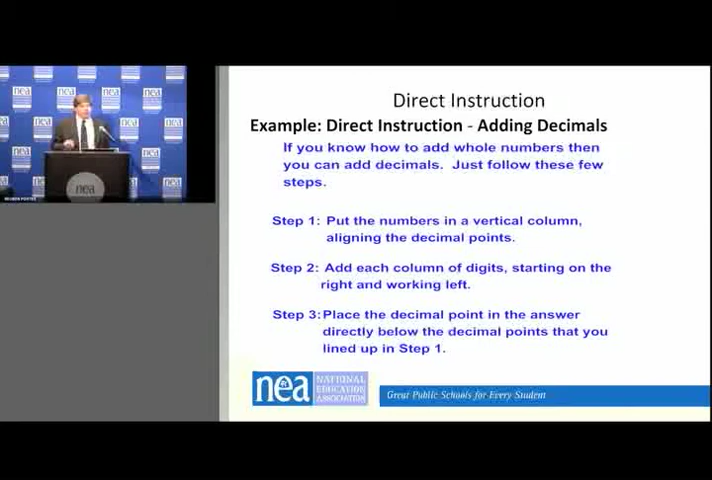 nea
Direct Instruction
Example: Direct Instruction - Adding Decimals
If you know how to add whole numbers then
you can add decimals.  Just follow these few
steps.
Step 1: Put the numbers in a vertical column,
aligning the decimal points.
Step 2: Add each column of digits, starting on the
right and working left.
Step 3: Place the decimal point in the answer
directly below the decimal points that you
lined up in Step 1.
nea
NATIONAL
EDUCATION
ASSOCIATION
Great Public Schools for Every Student